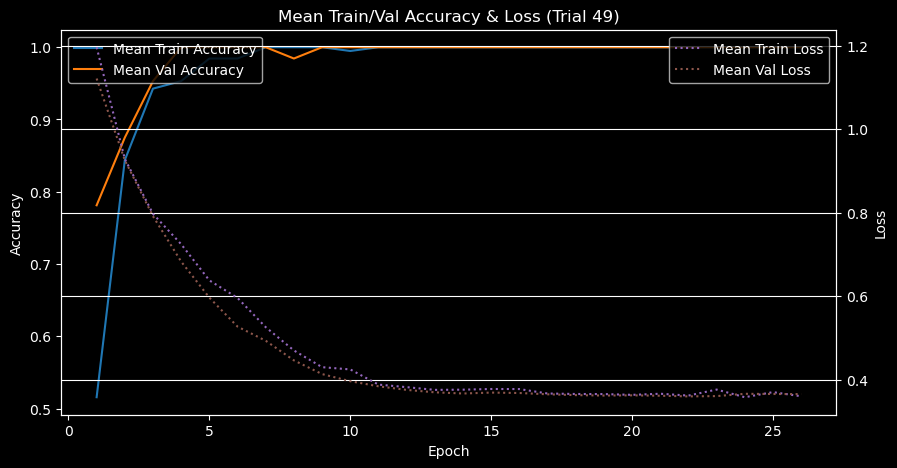 Mean Train/Val Accuracy & Loss (Trial 49)
Mean Train Accuracy
Mean Val Accuracy
Mean Train Loss
Mean Val Loss
1.0
0.9
0.8
0.7
0.6
0.5
Accuracy
1.2
1.0
0.8
0.6
0.4
Loss
0 5 10 15 20 25
Epoch